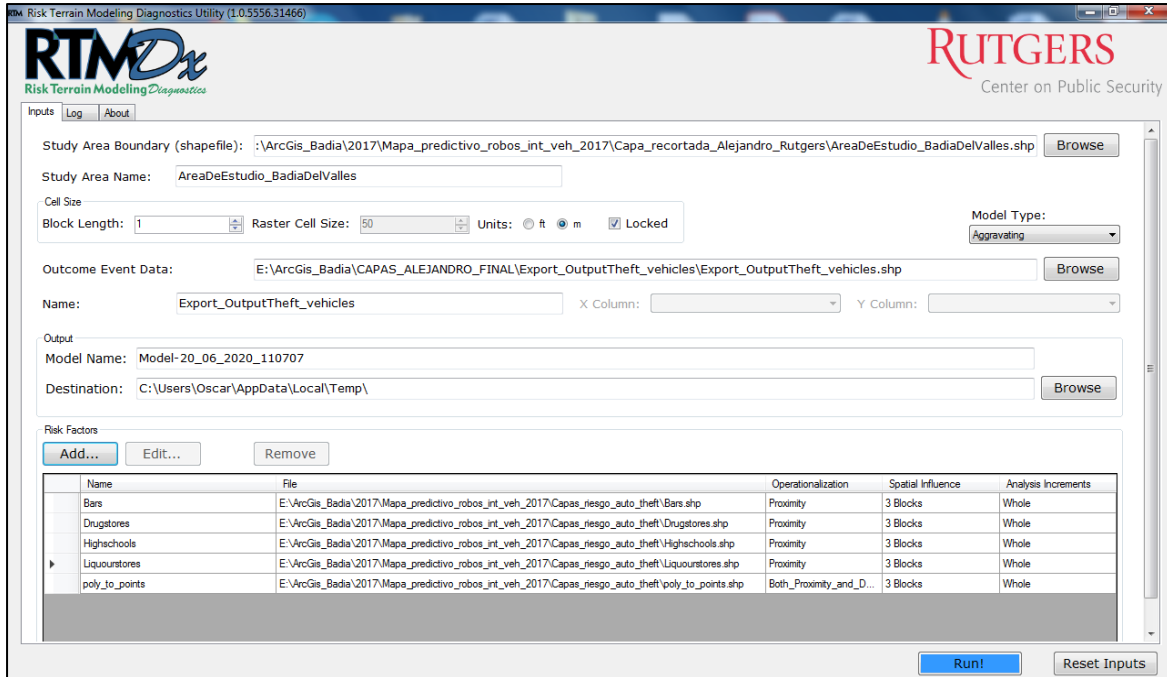 RTM Risk Terrain Modeling Diagnostics Utility (1.0.5556.31466)
RTMDx
Risk Terrain Modeling Diagnostics
RUTGERS
Center on Public Security
Inputs Log About
Study Area Boundary (shapefile): :\ArcGis_Badia\2017\Mapa_predictivo_robos_int_veh_2017\Capa_recortada_Alejandro_Rutgers\AreaDeEstudio_BadiaDelValles.shp Browse
Study Area Name: AreaDeEstudio_BadiaDelValles
Cell Size
Block Length: 1 Raster Cell Size: 50 Units: ft m Locked
Model Type:
Aggravating
Outcome Event Data: E:\ArcGis_Badia\CAPAS_ALEJANDRO_FINAL\Export_OutputTheft_vehicles\Export_OutputTheft_vehicles.shp Browse
Name: Export_OutputTheft_vehicles X Column: Y Column:
Output
Model Name: Model-20_06_2020_110707
Destination: C:\Users\Oscar\AppData\Local\Temp\ Browse
Risk Factors
Add... Edit... Remove
Name File Operationalization Spatial Influence Analysis Increments
Bars E:\ArcGis_Badia\2017\Mapa_predictivo_robos_int_veh_2017\Capas_riesgo_auto_theft\Bars.shp Proximity 3 Blocks Whole
Drugstores E:\ArcGis_Badia\2017\Mapa_predictivo_robos_int_veh_2017\Capas_riesgo_auto_theft\Drugstores.shp Proximity 3 Blocks Whole
Highschools E:\ArcGis_Badia\2017\Mapa_predictivo_robos_int_veh_2017\Capas_riesgo_auto_theft\Highschools.shp Proximity 3 Blocks Whole
Liquourstores E:\ArcGis_Badia\2017\Mapa_predictivo_robos_int_veh_2017\Capas_riesgo_auto_theft\Liquourstores.shp Proximity 3 Blocks Whole
poly_to_points E:\ArcGis_Badia\2017\Mapa_predictivo_robos_int_veh_2017\Capas_riesgo_auto_theft\poly_to_points.shp Both_Proximity_and_D... 3 Blocks Whole
Run! Reset Inputs